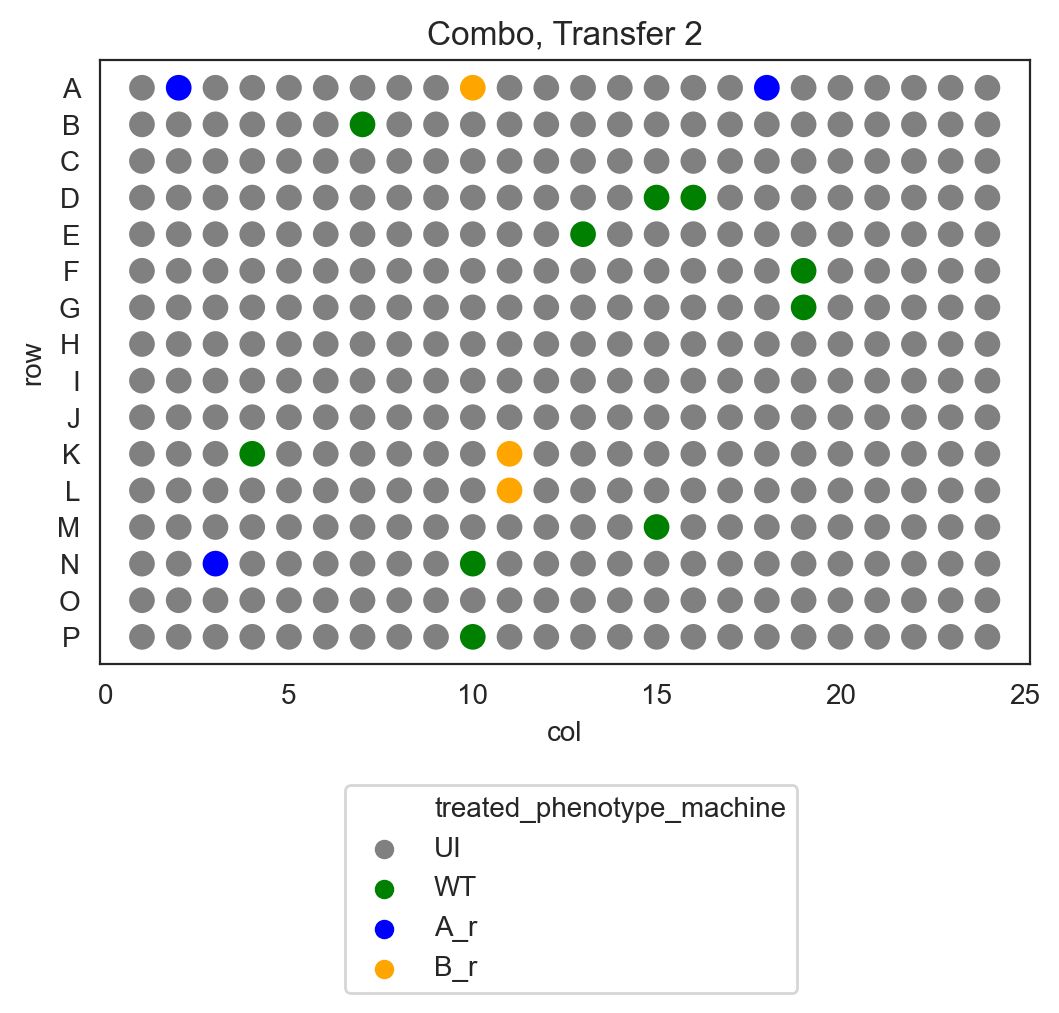 Combo, Transfer 2
A
B
C
D
E
F
G
H
I
J
K
L
M
N
O
P
row
0 5 10 15 20 25
col
treated_phenotype_machine
UI
WT
A_r
B_r